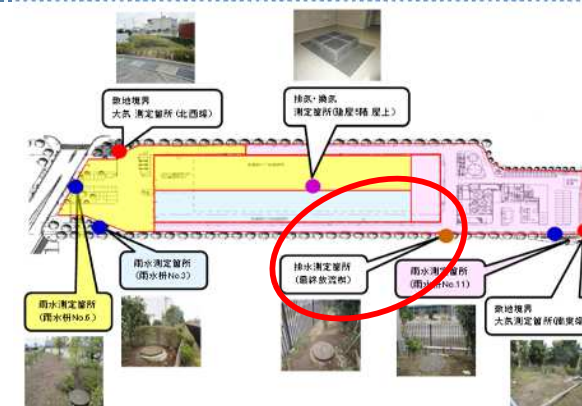 敷地境界
大気 測定箇所(北西端)
排気・換気
測定箇所(建屋5階 屋上)
雨水測定箇所
(雨水桝No.3)
排水測定箇所
(最終放流桝)
雨水測定箇所
(雨水桝No.11)
雨水測定箇所
(雨水桝No.6)
敷地境界
大気測定箇所(南東端